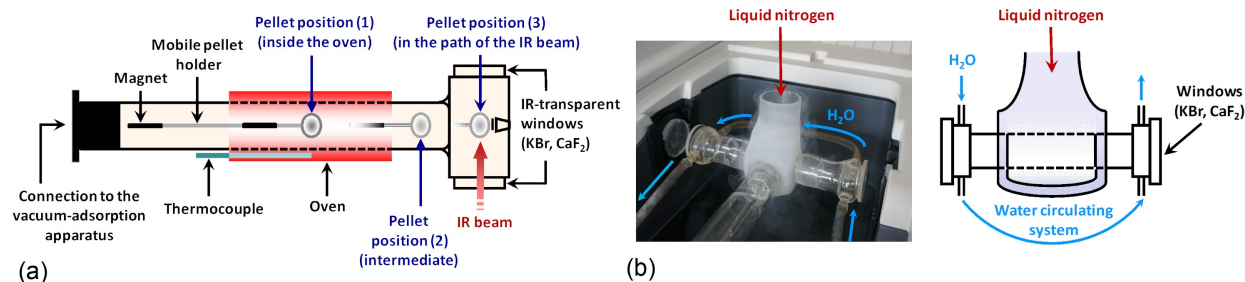 Pellet position (1)
(inside the oven)
Pellet position (3)
(in the path of the IR beam)
Mobile pellet
holder
Magnet
IR-transparent
windows
(KBr, CaF2)
Connection to the
vacuum-adsorption
apparatus
Thermocouple
Oven
Pellet
position (2)
(intermediate)
IR beam
(a)
Liquid nitrogen
H2O
(b)
Liquid nitrogen
H2O
Windows
(KBr, CaF2)
Water circulating
system